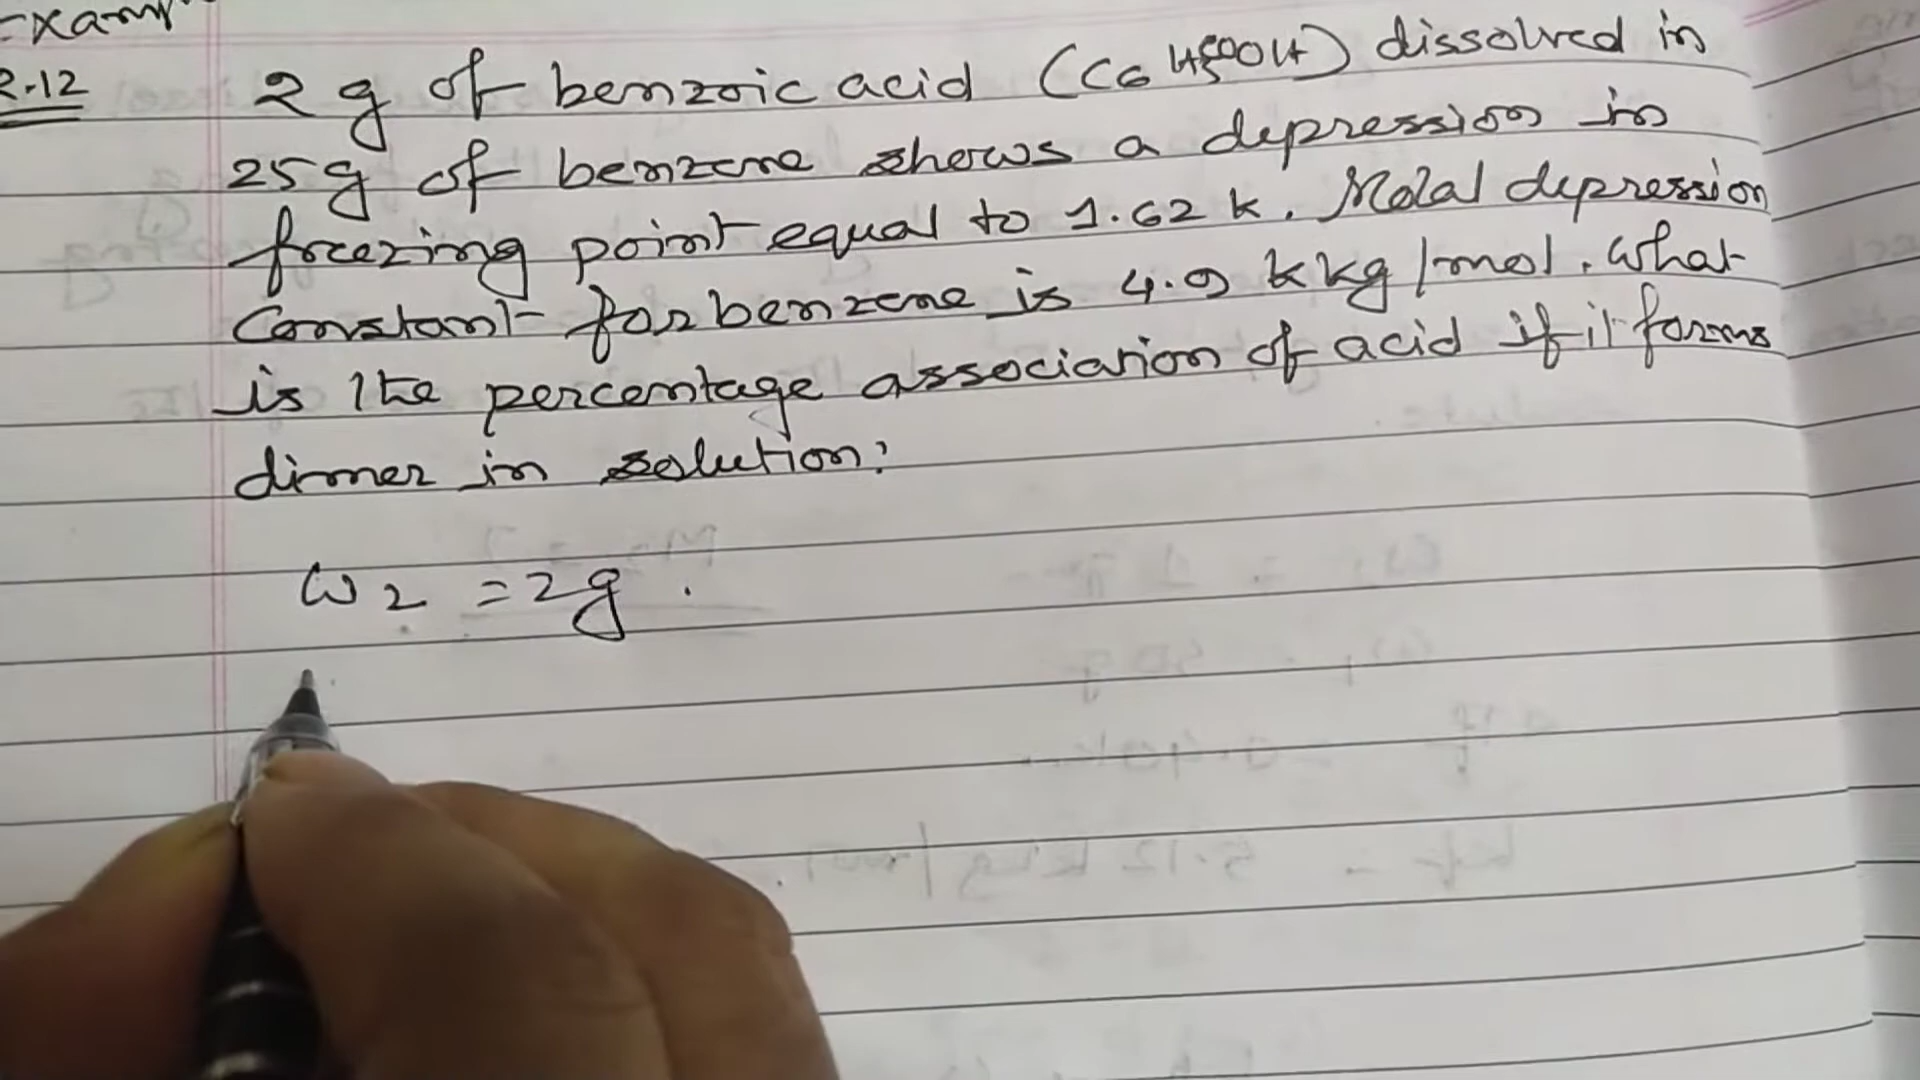 Exam
2.12 2 g of benzoic acid (C6H5COOH) dissolved in
25g of benzene shows a depression in
freezing point equal to 1.62 k. Molal depression
Constant for benzene is 4.9 k kg/mol. What
is the percentage association of acid if it forms
dimer in solution?
W2 = 2g.